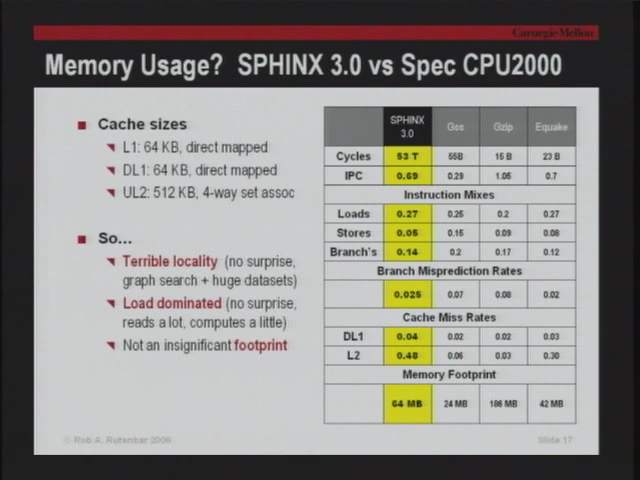 Carnegie Mellon
Memory Usage? SPHINX 3.0 vs Spec CPU2000
Cache sizes
L1: 64 KB, direct mapped
DL1: 64 KB, direct mapped
UL2: 512 KB, 4-way set assoc
So...
Terrible locality (no surprise,
graph search + huge datasets)
Load dominated (no surprise,
reads a lot, computes a little)
Not an insignificant footprint
SPHINX
3.0 Gcc Gzip Equake
Cycles 53 T 55B 15 B 23 B
IPC 0.69 0.29 1.05 0.7
Instruction Mixes
Loads 0.27 0.25 0.2 0.27
Stores 0.05 0.15 0.09 0.08
Branch's 0.14 0.2 0.17 0.12
Branch Misprediction Rates
0.025 0.07 0.08 0.02
Cache Miss Rates
DL1 0.04 0.02 0.02 0.03
L2 0.48 0.06 0.03 0.30
Memory Footprint
64 MB 24 MB 186 MB 42 MB
© Rob A. Rutenbar 2006
Slide 17